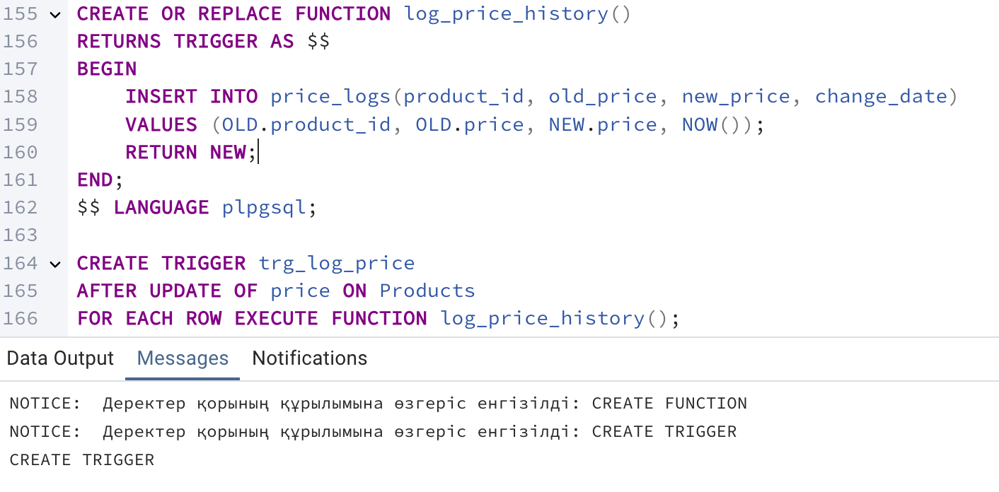 155 CREATE OR REPLACE FUNCTION log_price_history()
156 RETURNS TRIGGER AS $$
157 BEGIN
158     INSERT INTO price_logs(product_id, old_price, new_price, change_date)
159     VALUES (OLD.product_id, OLD.price, NEW.price, NOW());
160     RETURN NEW;
161 END;
162 $$ LANGUAGE plpgsql;
163
164 CREATE TRIGGER trg_log_price
165 AFTER UPDATE OF price ON Products
166 FOR EACH ROW EXECUTE FUNCTION log_price_history();
Data Output Messages Notifications
NOTICE:  Деректер қорының құрылымына өзгеріс енгізілді: CREATE FUNCTION
NOTICE:  Деректер қорының құрылымына өзгеріс енгізілді: CREATE TRIGGER
CREATE TRIGGER